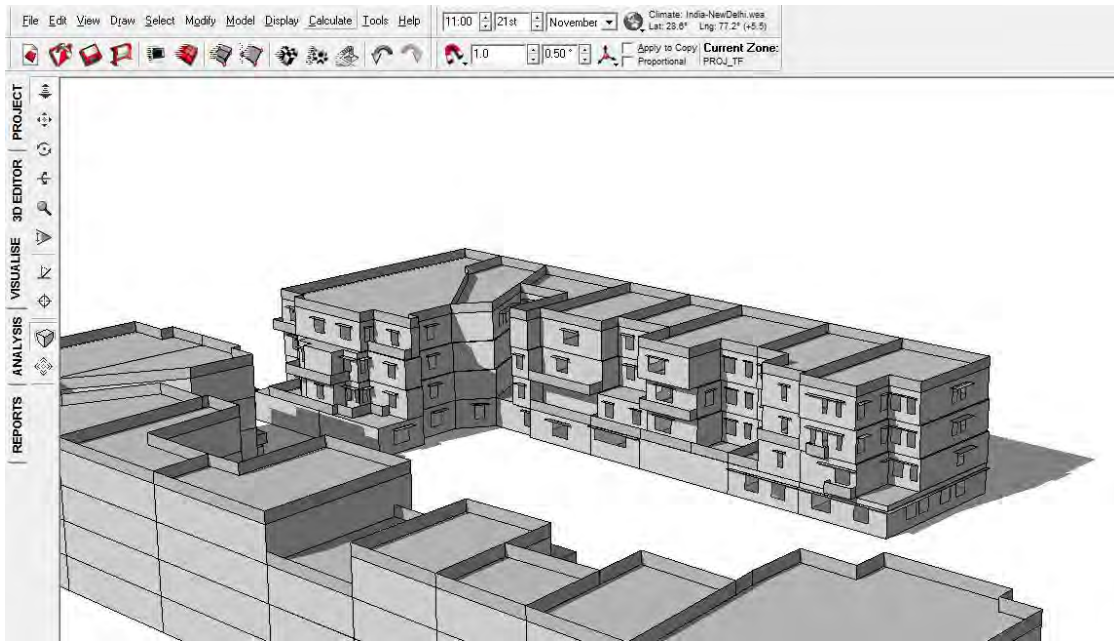 File Edit View Draw Select Modify Model Display Calculate Tools Help
11:00 21st November
Climate: India-NewDelhi.wea
Lat: 28.6° Lng: 77.2° (+5.5)
1.0 0.50 °
Apply to Copy
Proportional
Current Zone:
PROJ_TF
PROJECT
3D EDITOR
VISUALISE
ANALYSIS
REPORTS